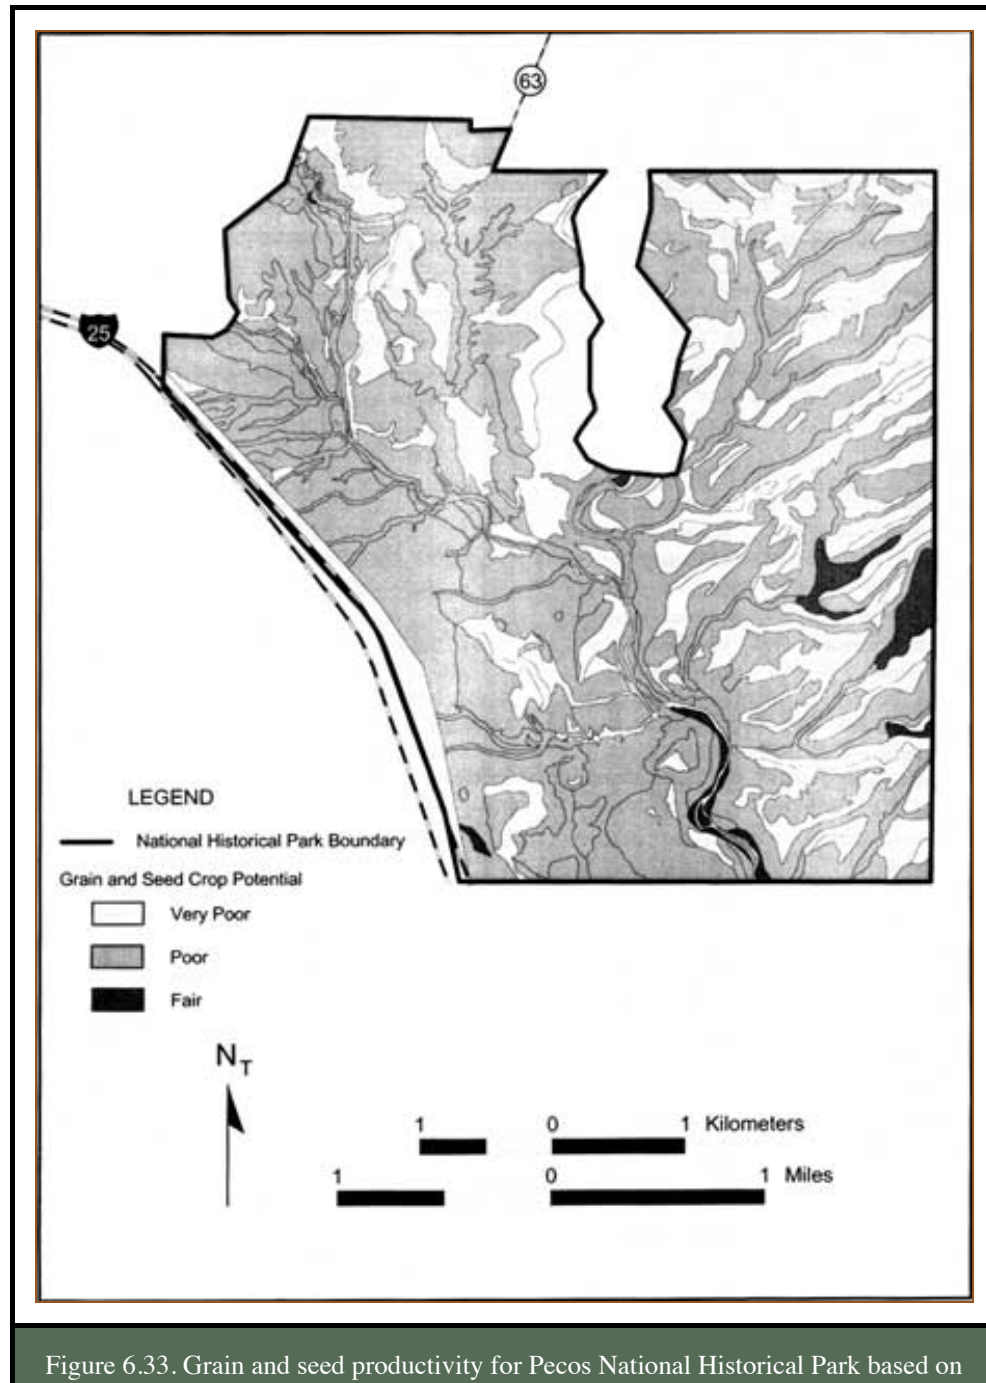 63
25
LEGEND
National Historical Park Boundary
Grain and Seed Crop Potential
Very Poor
Poor
Fair
N T
1 0 1 Kilometers
1 0 1 Miles
Figure 6.33. Grain and seed productivity for Pecos National Historical Park based on